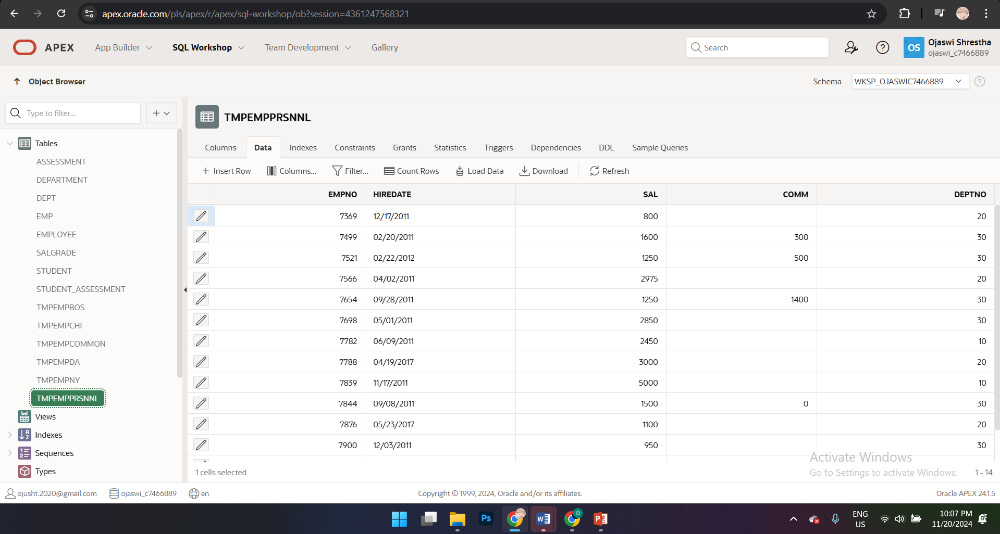 apex.oracle.com/pls/apex/r/apex/sql-workshop/ob?session=4361247568321
APEX App Builder SQL Workshop Team Development Gallery Search OS Ojaswi Shrestha
ojaswi_c7466889
Object Browser Schema WKSP_OJASWIC7466889
Type to filter...
TMPEMPPRSNNL
Columns Data Indexes Constraints Grants Statistics Triggers Dependencies DDL Sample Queries
Insert Row Columns... Filter... Count Rows Load Data Download Refresh
Tables
ASSESSMENT
DEPARTMENT
DEPT
EMP
EMPLOYEE
SALGRADE
STUDENT
STUDENT_ASSESSMENT
TMPEMPBOS
TMPEMPCHI
TMPEMPCOMMON
TMPEMPDA
TMPEMPNY
TMPEMPPRSNNL
Views
Indexes
Sequences
Types
EMPNO HIREDATE SAL COMM DEPTNO
7369 12/17/2011 800 20
7499 02/20/2011 1600 300 30
7521 02/22/2012 1250 500 30
7566 04/02/2011 2975 20
7654 09/28/2011 1250 1400 30
7698 05/01/2011 2850 30
7782 06/09/2011 2450 10
7788 04/19/2017 3000 20
7839 11/17/2011 5000 10
7844 09/08/2011 1500 0 30
7876 05/23/2017 1100 20
7900 12/03/2011 950 30
1 cells selected 1 - 14
Activate Windows
Go to Settings to activate Windows.
ojusht.2020@gmail.com ojaswi_c7466889 en Copyright © 1999, 2024, Oracle and/or its affiliates. Oracle APEX 24.1.5
ENG
US
10:07 PM
11/20/2024